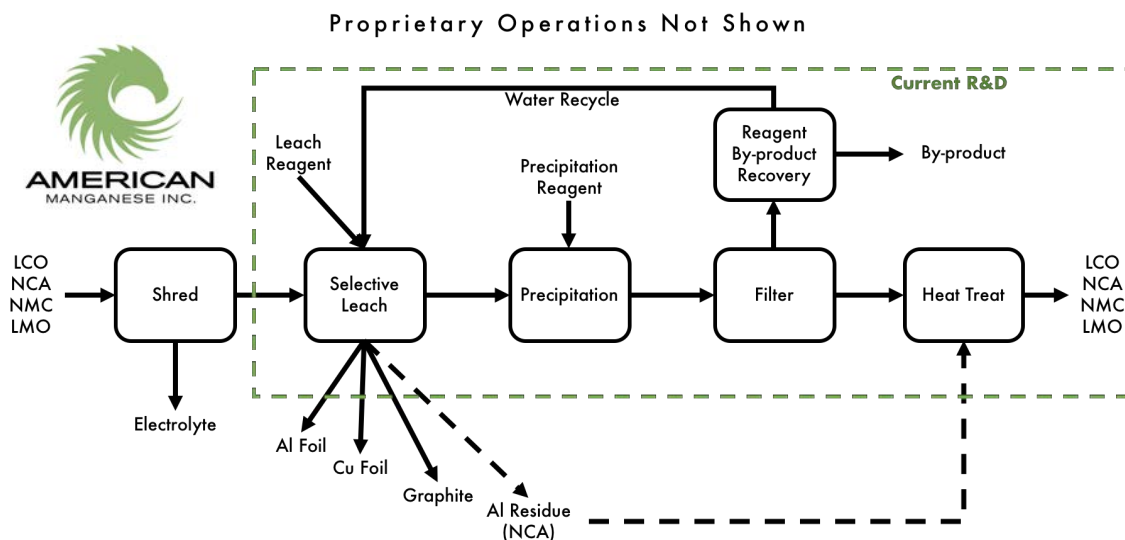 Proprietary Operations Not Shown
AMERICAN
MANGANESE INC.
Current R&D
Water Recycle
Leach
Reagent
Precipitation
Reagent
Reagent
By-product
Recovery
By-product
LCO
NCA
NMC
LMO
Shred
Selective
Leach
Precipitation
Filter
Heat Treat
LCO
NCA
NMC
LMO
Electrolyte
Al Foil
Cu Foil
Graphite
Al Residue
(NCA)